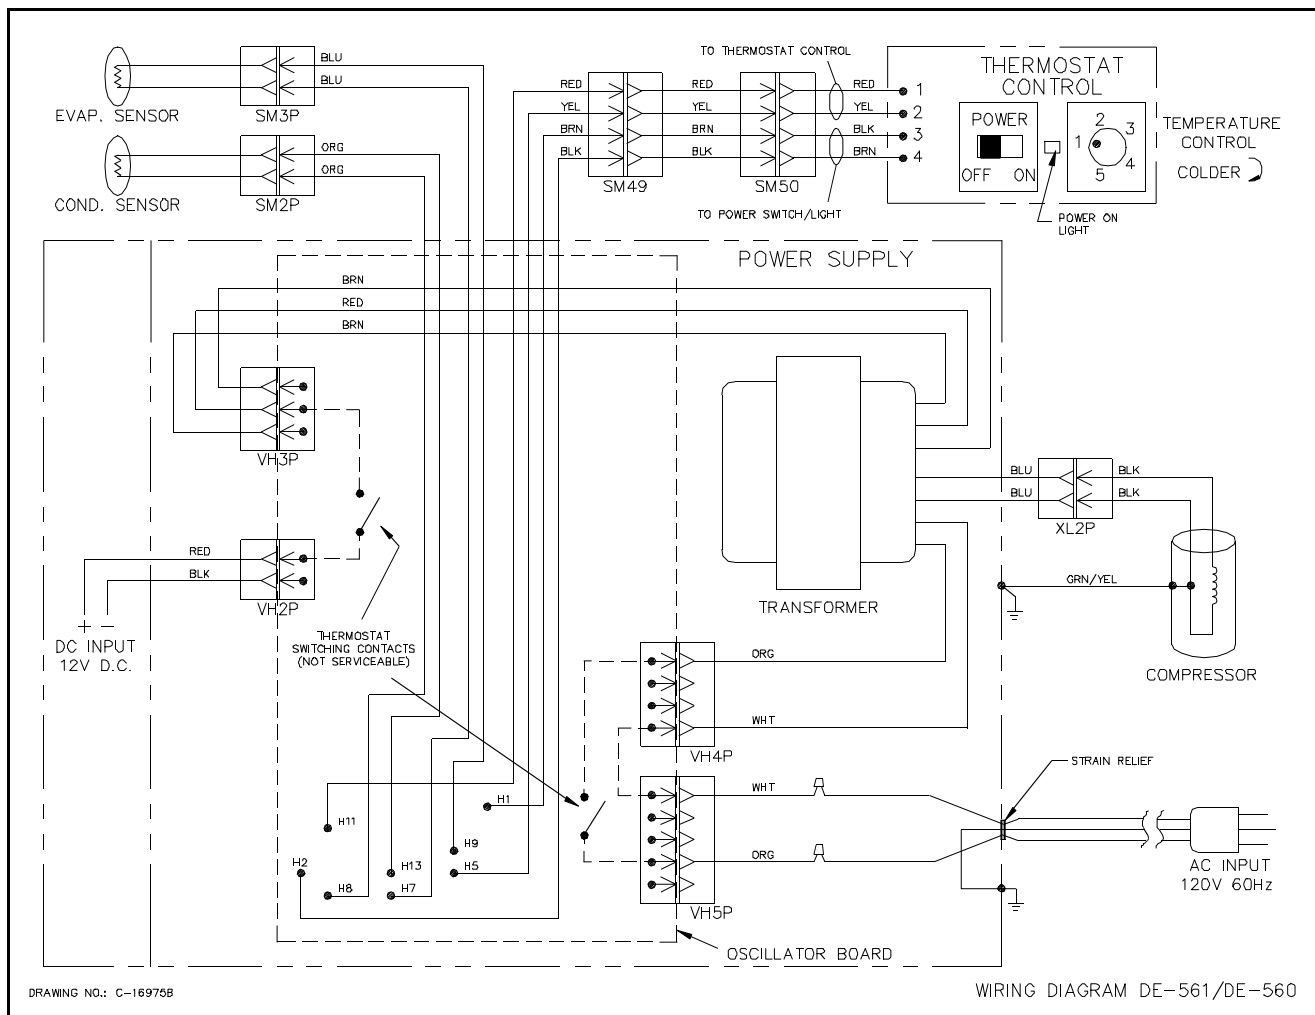 EVAP. SENSOR
SM3P
BLU
BLU
COND. SENSOR
SM2P
ORG
ORG
TO THERMOSTAT CONTROL
RED
YEL
BRN
BLK
SM49
RED
YEL
BRN
BLK
SM50
RED
YEL
BLK
BRN
TO POWER SWITCH/LIGHT
1
2
3
4
THERMOSTAT
CONTROL
POWER
OFF ON
1
2
3
4
5
POWER ON
LIGHT
TEMPERATURE
CONTROL
COLDER
POWER SUPPLY
BRN
RED
BRN
VH3P
RED
BLK
VH2P
+ -
DC INPUT
12V D.C.
THERMOSTAT
SWITCHING CONTACTS
(NOT SERVICEABLE)
TRANSFORMER
BLU
BLU
BLK
BLK
XL2P
GRN/YEL
COMPRESSOR
ORG
WHT
VH4P
WHT
ORG
VH5P
STRAIN RELIEF
AC INPUT
120V 60Hz
H1
H11
H9
H2
H13
H5
H8
H7
OSCILLATOR BOARD
DRAWING NO.: C-16975B
WIRING DIAGRAM DE-561/DE-560